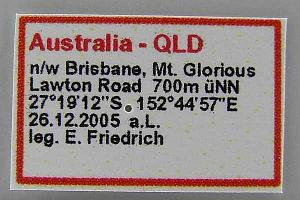 Australia - QLD
n/w Brisbane, Mt. Glorious
Lawton Road  700m üNN
27°19'12"S. 152°44'57"E
26.12.2005  a.L.
leg. E. Friedrich